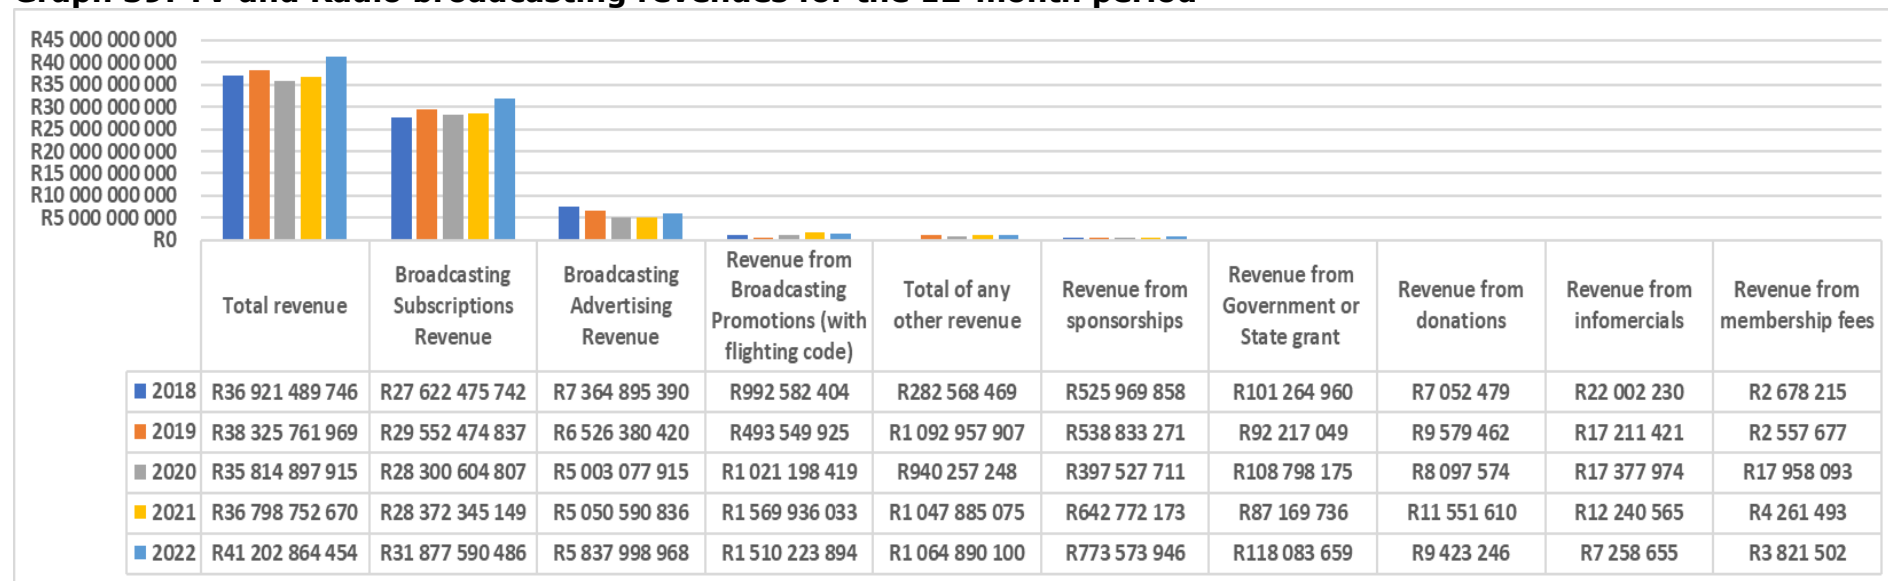 Graph 39: TV and Radio broadcasting revenues for the 12-month period
R45 000 000 000
R40 000 000 000
R35 000 000 000
R30 000 000 000
R25 000 000 000
R20 000 000 000
R15 000 000 000
R10 000 000 000
R5 000 000 000
R0
Total revenue
Broadcasting
Subscriptions
Revenue
Broadcasting
Advertising
Revenue
Revenue from
Broadcasting
Promotions (with
flighting code)
Total of any
other revenue
Revenue from
sponsorships
Revenue from
Government or
State grant
Revenue from
donations
Revenue from
infomercials
Revenue from
membership fees
2018 R36 921 489 746 R27 622 475 742 R7 364 895 390 R992 582 404 R282 568 469 R525 969 858 R101 264 960 R7 052 479 R22 002 230 R2 678 215
2019 R38 325 761 969 R29 552 474 837 R6 526 380 420 R493 549 925 R1 092 957 907 R538 833 271 R92 217 049 R9 579 462 R17 211 421 R2 557 677
2020 R35 814 897 915 R28 300 604 807 R5 003 077 915 R1 021 198 419 R940 257 248 R397 527 711 R108 798 175 R8 097 574 R17 377 974 R17 958 093
2021 R36 798 752 670 R28 372 345 149 R5 050 590 836 R1 569 936 033 R1 047 885 075 R642 772 173 R87 169 736 R11 551 610 R12 240 565 R4 261 493
2022 R41 202 864 454 R31 877 590 486 R5 837 998 968 R1 510 223 894 R1 064 890 100 R773 573 946 R118 083 659 R9 423 246 R7 258 655 R3 821 502